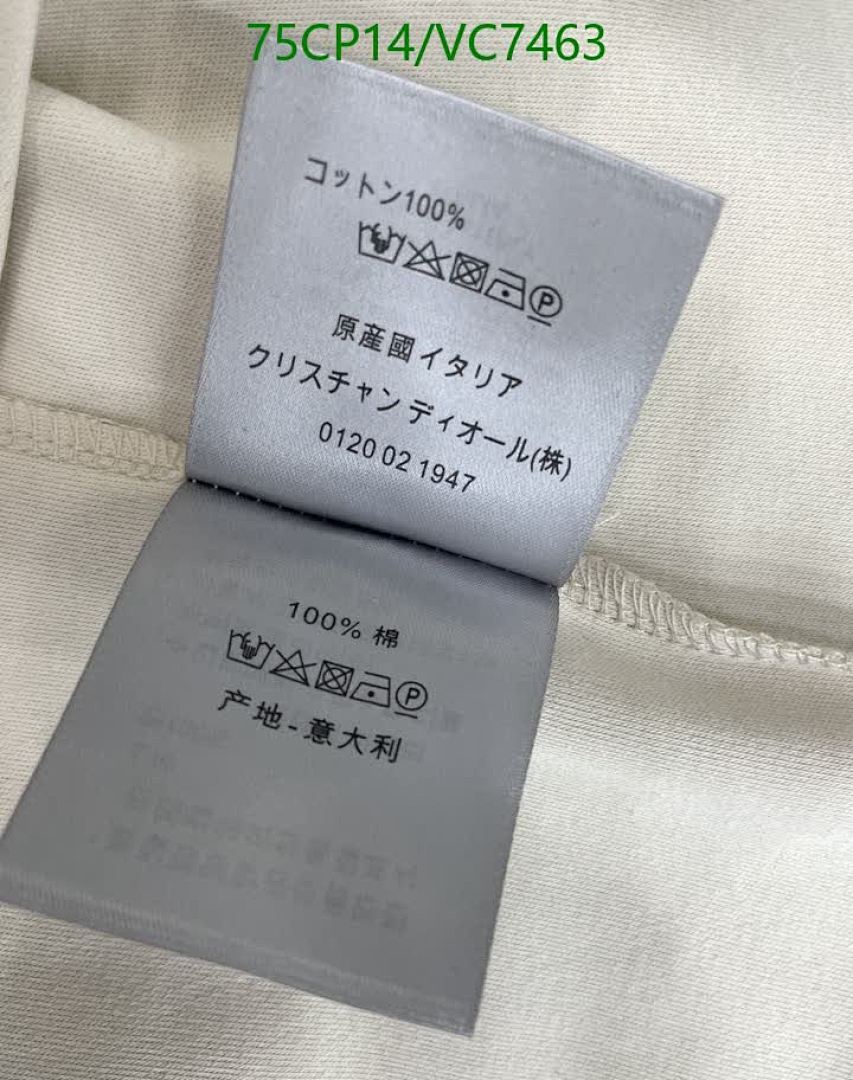 75CP14/VC7463
コットン100%
P
原産國イタリア
クリスチャンディオール(株)
0120 02 1947
100% 棉
P
产地-意大利